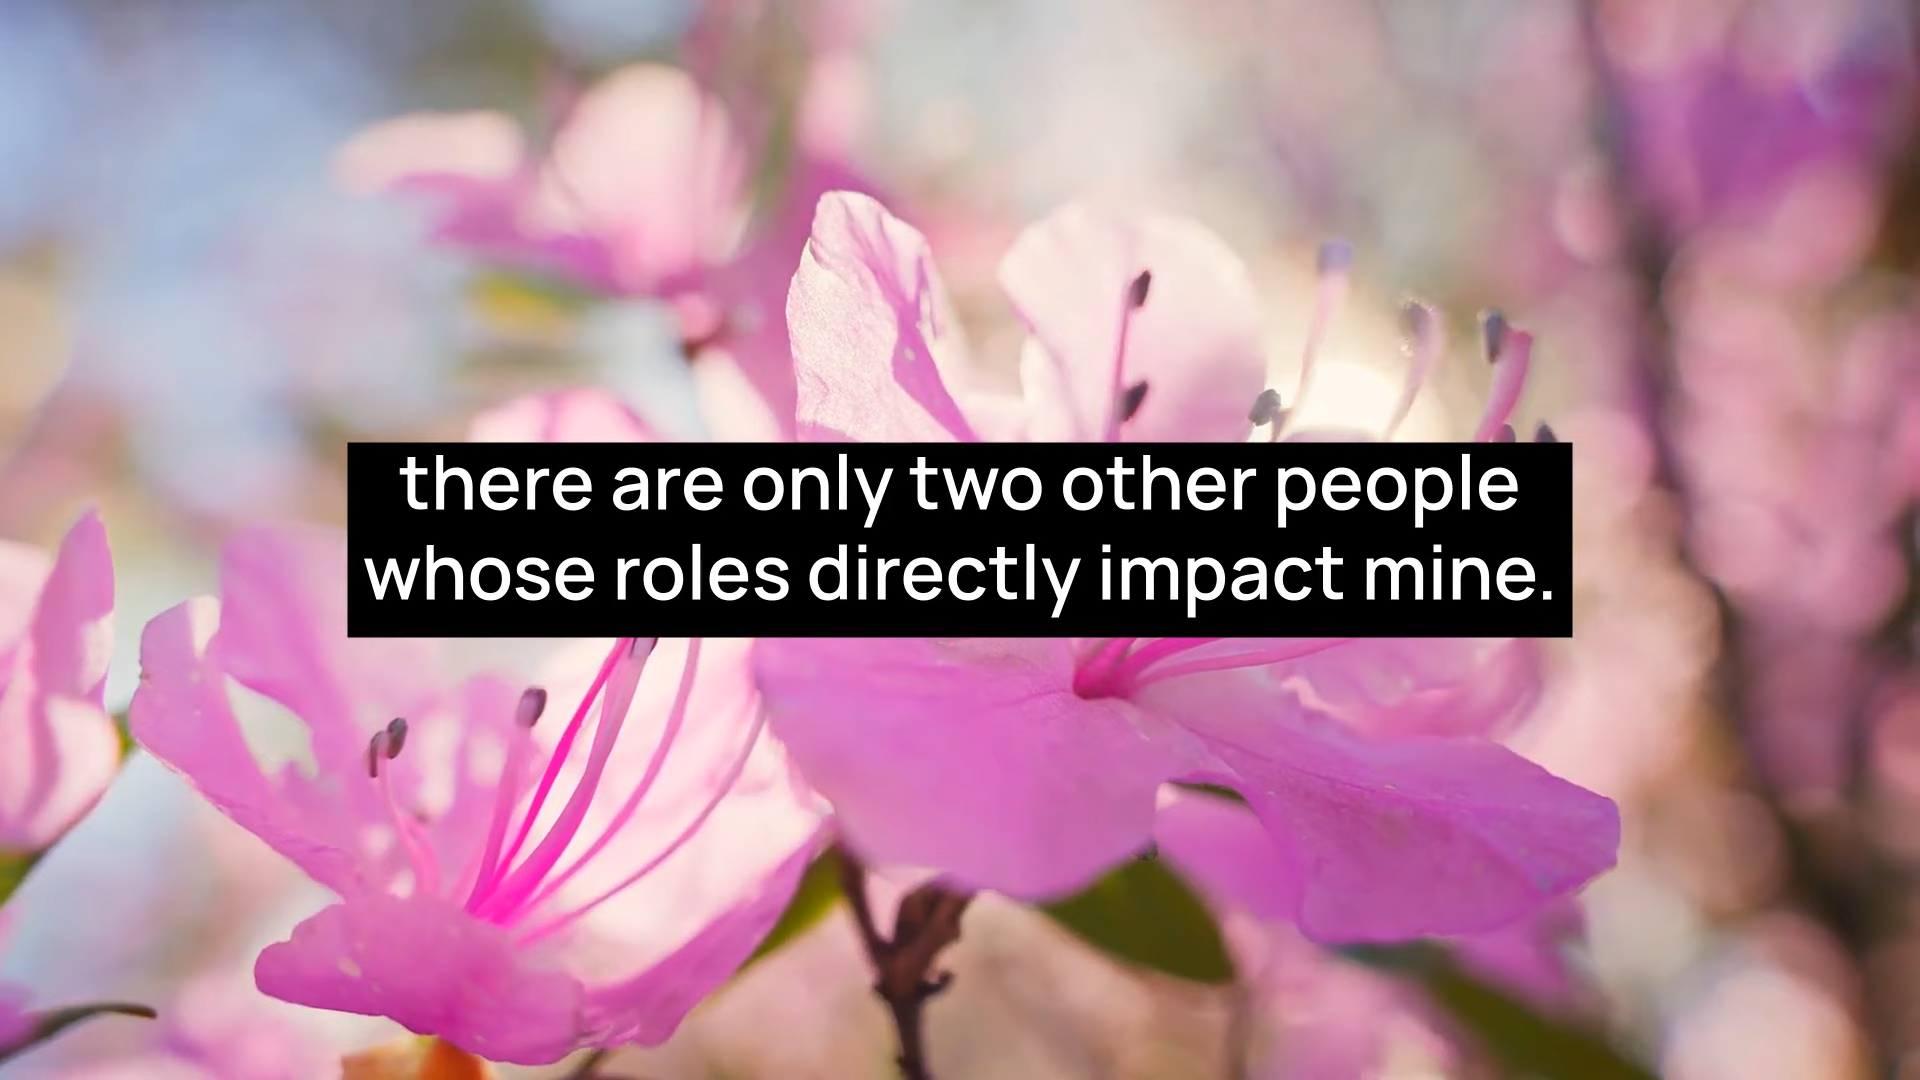 there are only two other people
whose roles directly impact mine.